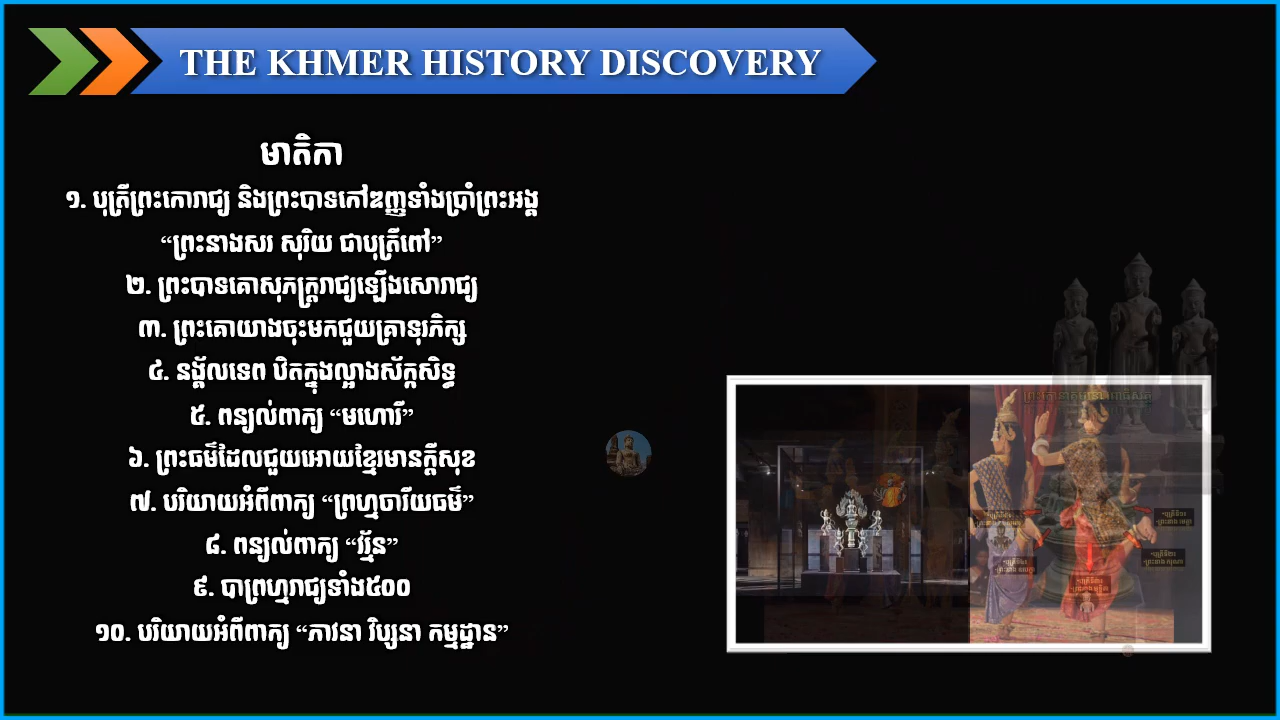 THE KHMER HISTORY DISCOVERY
មាតិកា
១. បុត្រីព្រះគោរាជ្យ និងព្រះបាទកៅឌញ្ញទាំងប្រាំព្រះអង្គ
“ព្រះនាងសរ សុរិយ ជាបុត្រីពៅ”
២. ព្រះបាទគោសុភក្ត្ររាជ្យឡើងសោរាជ្យ
៣. ព្រះគោយាងចុះមកជួយគ្រាទុរភិក្ស
៤. នង្គ័លទេព ឋិតក្នុងល្អាងស័ក្កសិទ្ធ
៥. ពន្យល់ពាក្យ “មហោរី”
៦. ព្រះធម៌ដែលជួយអោយខ្មែរមានក្ដីសុខ
៧. បរិយាយអំពីពាក្យ “ព្រហ្មចារីយធម៌”
៨. ពន្យល់ពាក្យ “វរ្ម័ន”
៩. បាព្រហ្មរាជ្យទាំង៥០០
១០. បរិយាយអំពីពាក្យ “ភាវនា វិប្សនា កម្មដ្ឋាន”